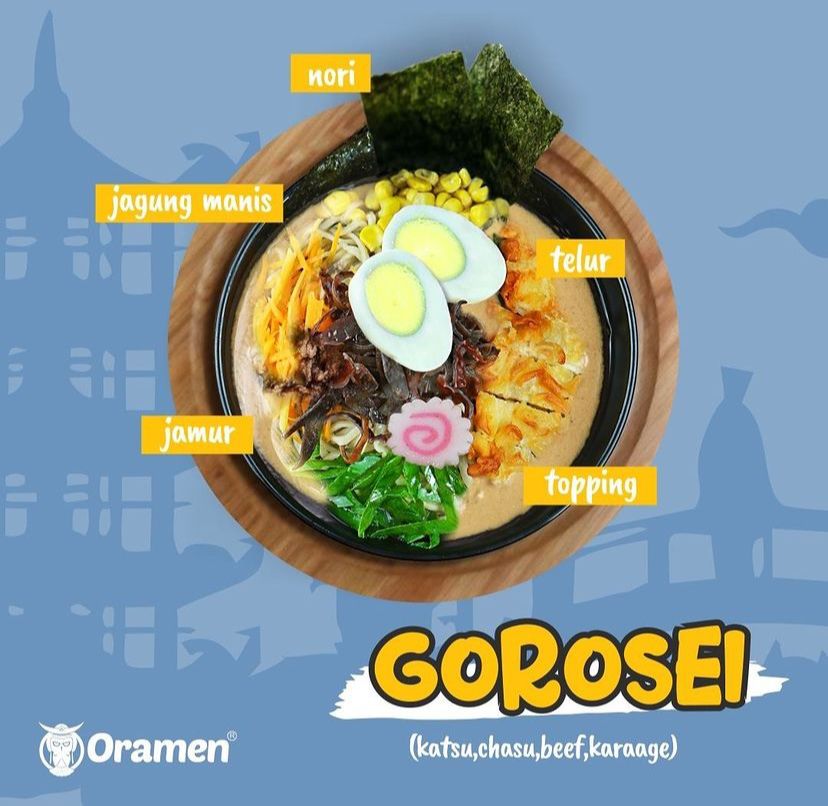 nori
jagung manis
telur
jamur
topping
GOROSEI
(katsu,chasu,beef,karaage)
Oramen®